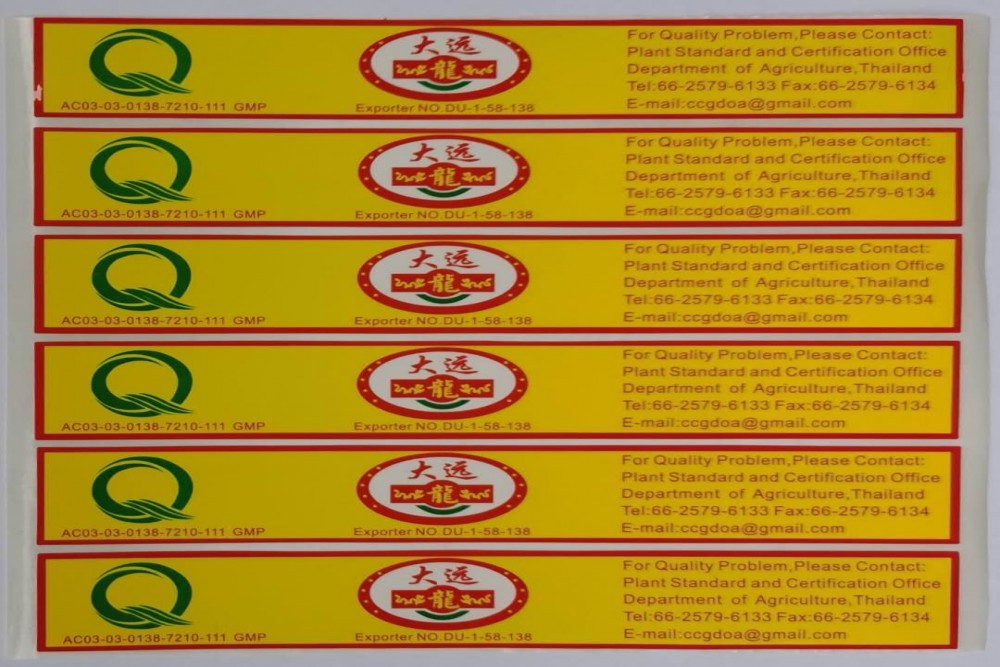 AC03-03-0138-7210-111 GMP
大远
龍
Exporter NO.DU-1-58-138
For Quality Problem,Please Contact:
Plant Standard and Certification Office
Department of Agriculture,Thailand
Tel:66-2579-6133 Fax:66-2579-6134
E-mail:ccgdoa@gmail.com
AC03-03-0138-7210-111 GMP
大远
龍
Exporter NO.DU-1-58-138
For Quality Problem,Please Contact:
Plant Standard and Certification Office
Department of Agriculture,Thailand
Tel:66-2579-6133 Fax:66-2579-6134
E-mail:ccgdoa@gmail.com
AC03-03-0138-7210-111 GMP
大远
龍
Exporter NO.DU-1-58-138
For Quality Problem,Please Contact:
Plant Standard and Certification Office
Department of Agriculture,Thailand
Tel:66-2579-6133 Fax:66-2579-6134
E-mail:ccgdoa@gmail.com
AC03-03-0138-7210-111 GMP
大远
龍
Exporter NO.DU-1-58-138
For Quality Problem,Please Contact:
Plant Standard and Certification Office
Department of Agriculture,Thailand
Tel:66-2579-6133 Fax:66-2579-6134
E-mail:ccgdoa@gmail.com
AC03-03-0138-7210-111 GMP
大远
龍
Exporter NO.DU-1-58-138
For Quality Problem,Please Contact:
Plant Standard and Certification Office
Department of Agriculture,Thailand
Tel:66-2579-6133 Fax:66-2579-6134
E-mail:ccgdoa@gmail.com
AC03-03-0138-7210-111 GMP
大远
龍
Exporter NO.DU-1-58-138
For Quality Problem,Please Contact:
Plant Standard and Certification Office
Department of Agriculture,Thailand
Tel:66-2579-6133 Fax:66-2579-6134
E-mail:ccgdoa@gmail.com